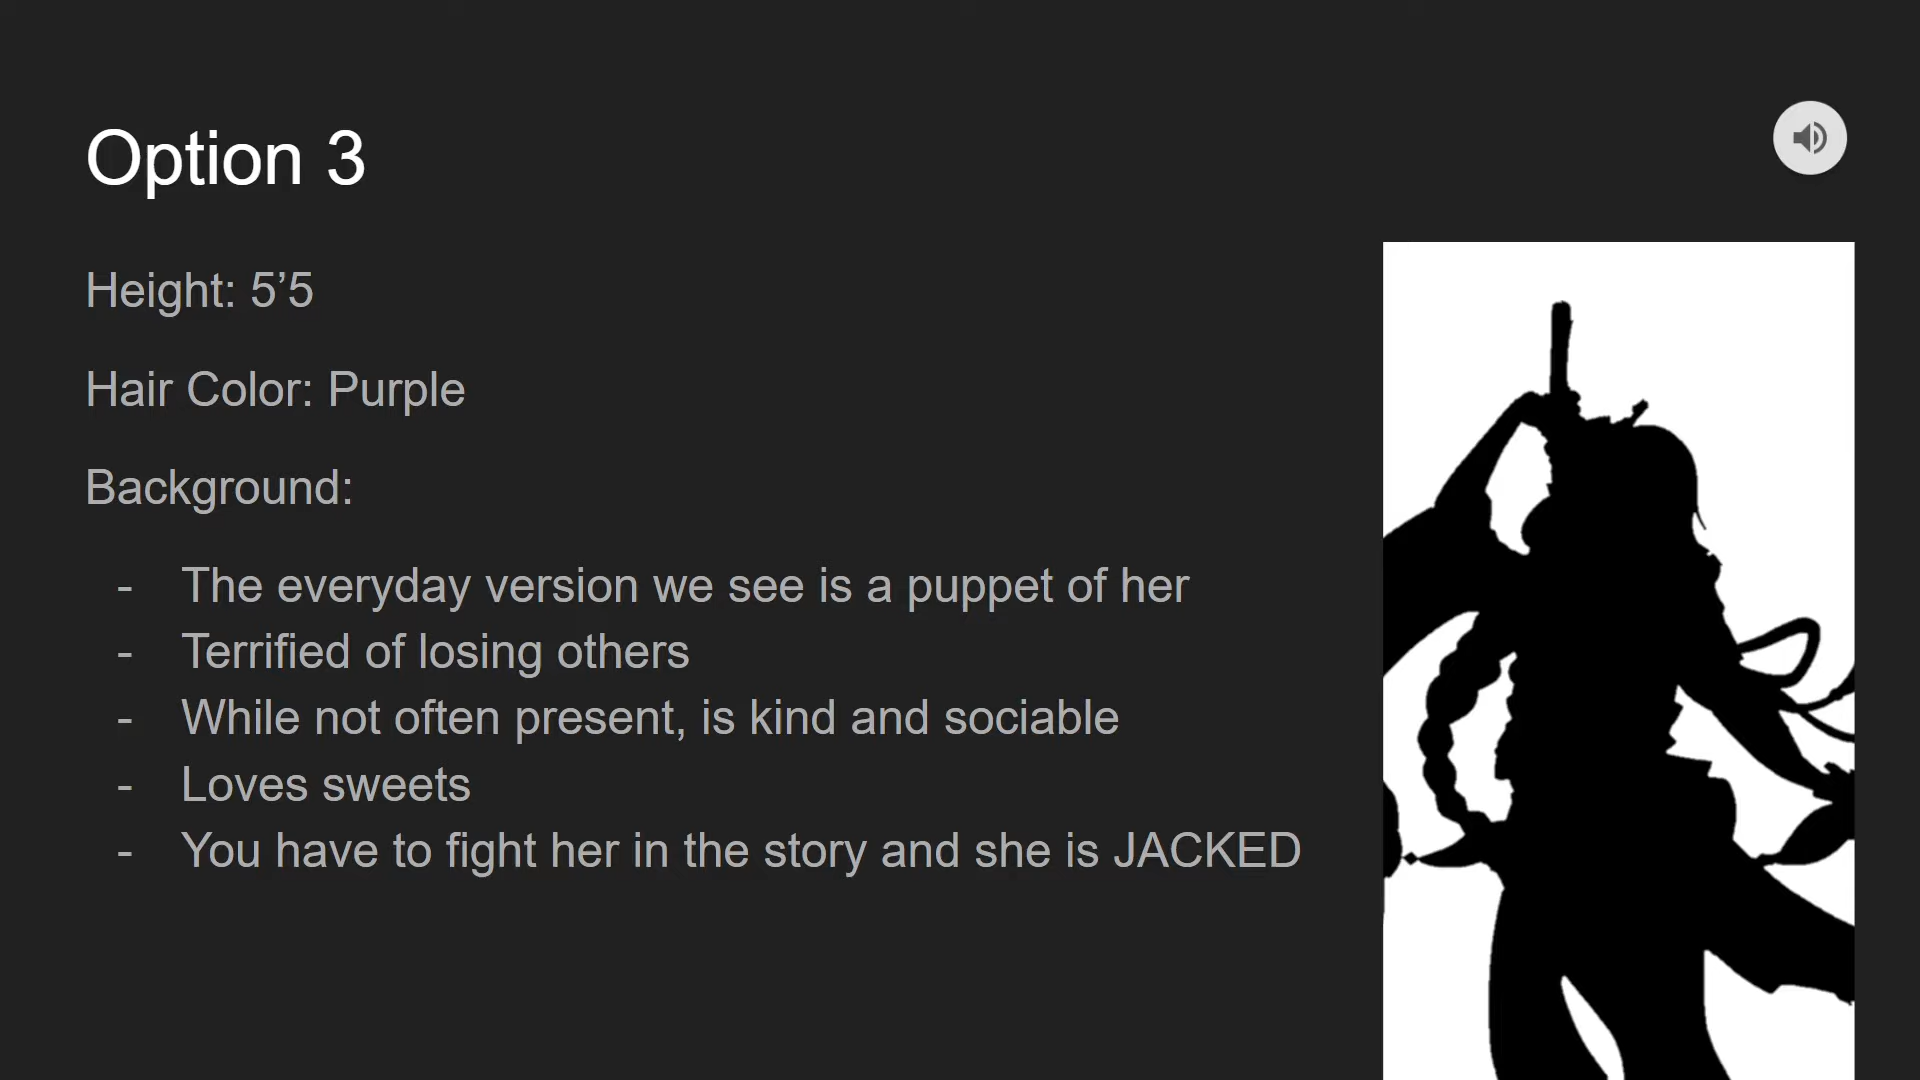 Option 3
Height: 5’5
Hair Color: Purple
Background:
- The everyday version we see is a puppet of her
- Terrified of losing others
- While not often present, is kind and sociable
- Loves sweets
- You have to fight her in the story and she is JACKED